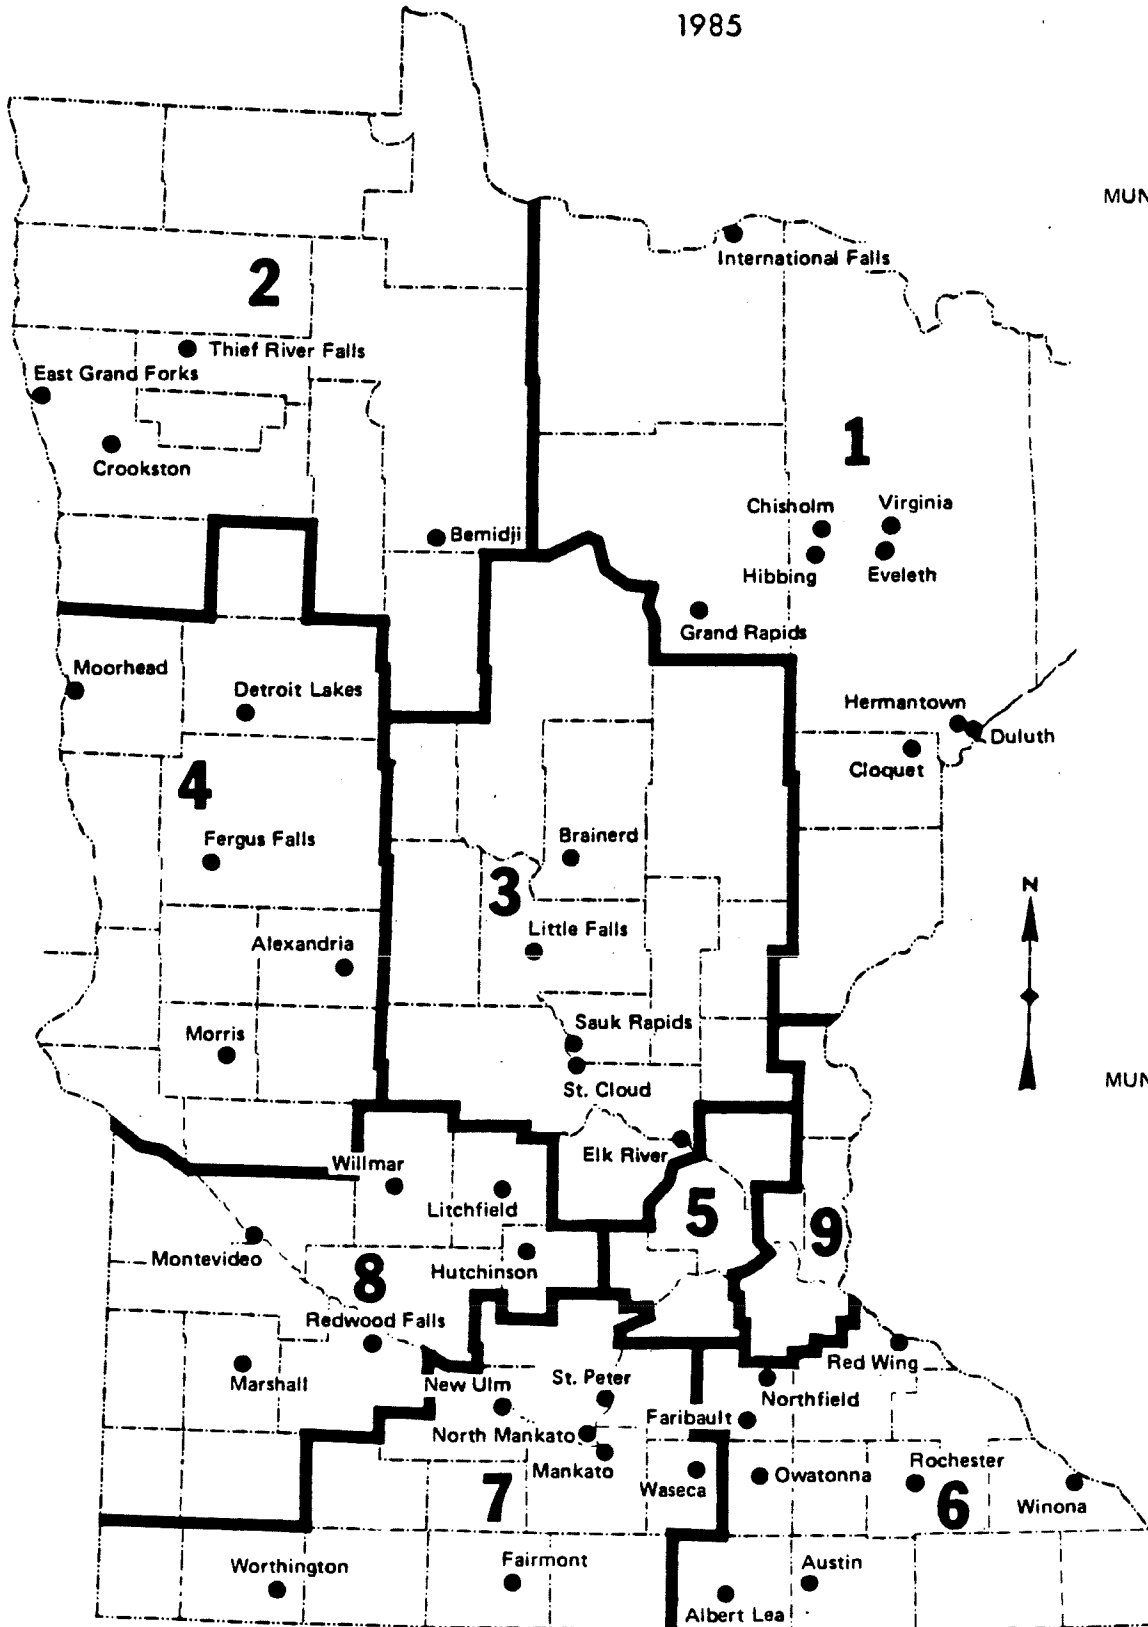 1985
MUN
International Falls
2
Thief River Falls
East Grand Forks
Crookston
1
Chisholm
Virginia
Bemidji
Hibbing
Eveleth
Grand Rapids
Moorhead
Detroit Lakes
Hermantown
Duluth
Cloquet
4
Fergus Falls
Brainerd
3
N
Little Falls
Alexandria
Sauk Rapids
Morris
St. Cloud
MUN
Elk River
Willmar
Litchfield
5
9
Montevideo
Hutchinson
8
Redwood Falls
Red Wing
Marshall
New Ulm
St. Peter
Northfield
Faribault
North Mankato
Mankato
Waseca
Owatonna
Rochester
7
6
Winona
Worthington
Fairmont
Austin
Albert Lea